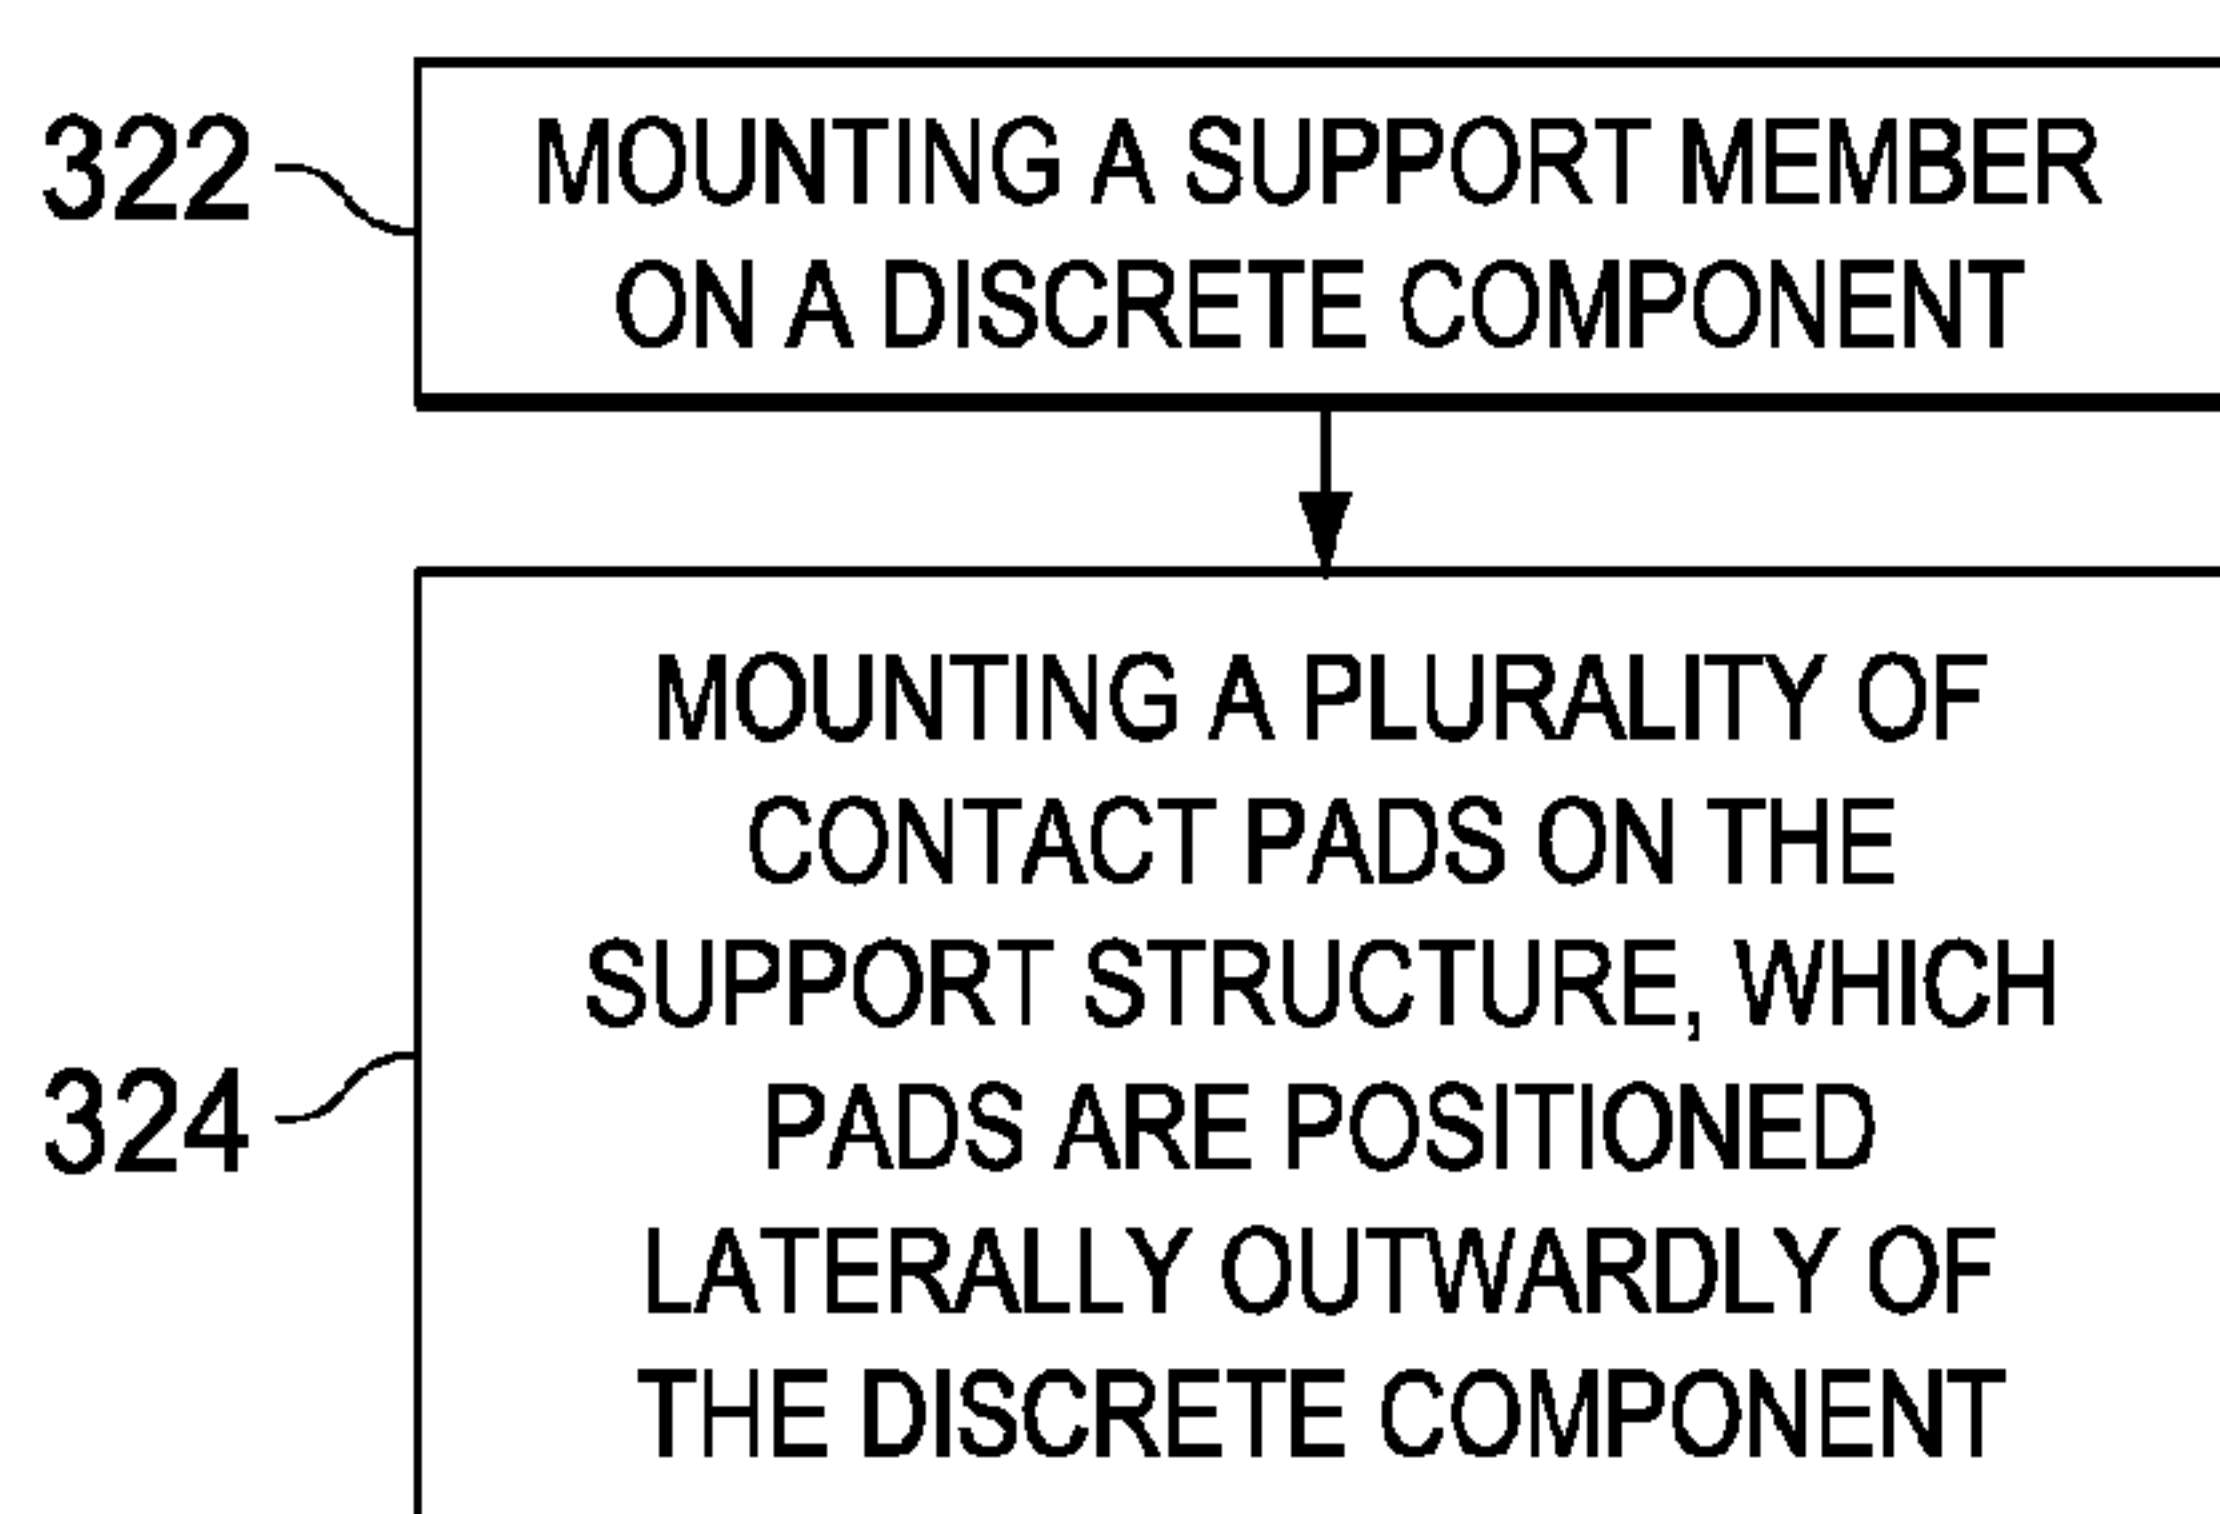 322
MOUNTING A SUPPORT MEMBER
ON A DISCRETE COMPONENT
324
MOUNTING A PLURALITY OF
CONTACT PADS ON THE
SUPPORT STRUCTURE, WHICH
PADS ARE POSITIONED
LATERALLY OUTWARDLY OF
THE DISCRETE COMPONENT